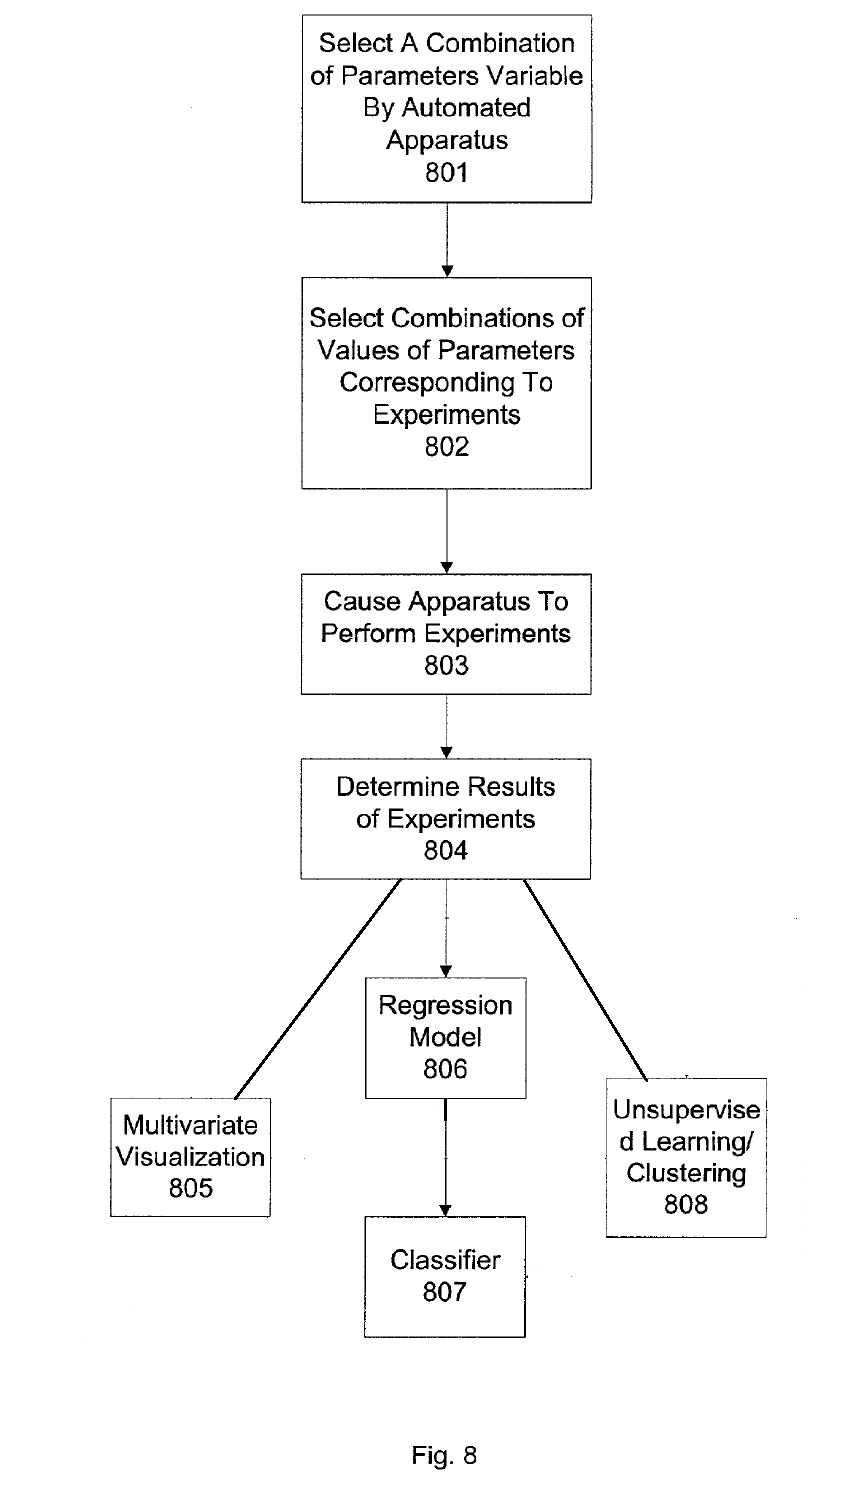 Select A Combination
of Parameters Variable
By Automated
Apparatus
801
Select Combinations of
Values of Parameters
Corresponding To
Experiments
802
Cause Apparatus To
Perform Experiments
803
Determine Results
of Experiments
804
Regression
Model
806
Multivariate
Visualization
805
Unsupervise
d Learning/
Clustering
808
Classifier
807
Fig. 8